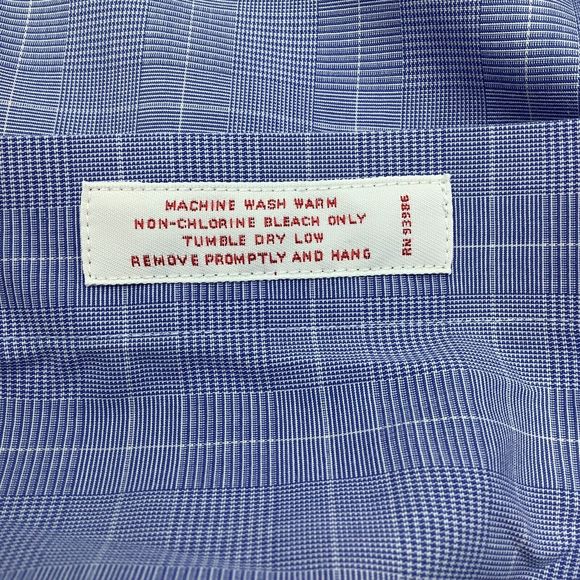 MACHINE WASH WARM
NON-CHLORINE BLEACH ONLY
TUMBLE DRY LOW
REMOVE PROMPTLY AND HANG
RN 93986